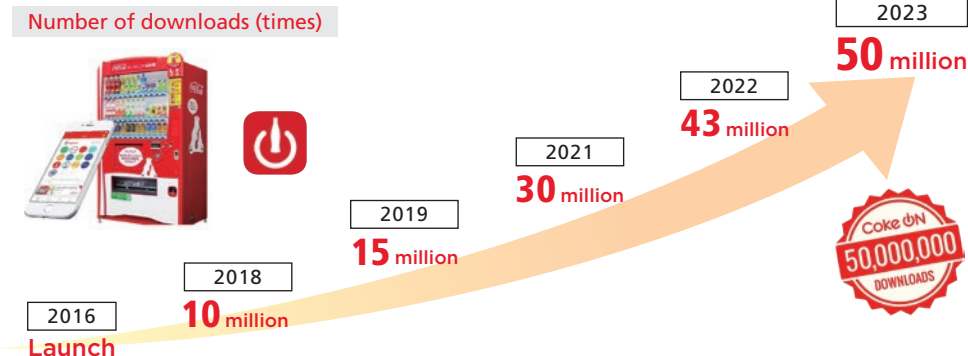 Number of downloads (times)
2016
Launch
2018
10 million
2019
15 million
2021
30 million
2022
43 million
2023
50 million
Coke ON
50,000,000
DOWNLOADS